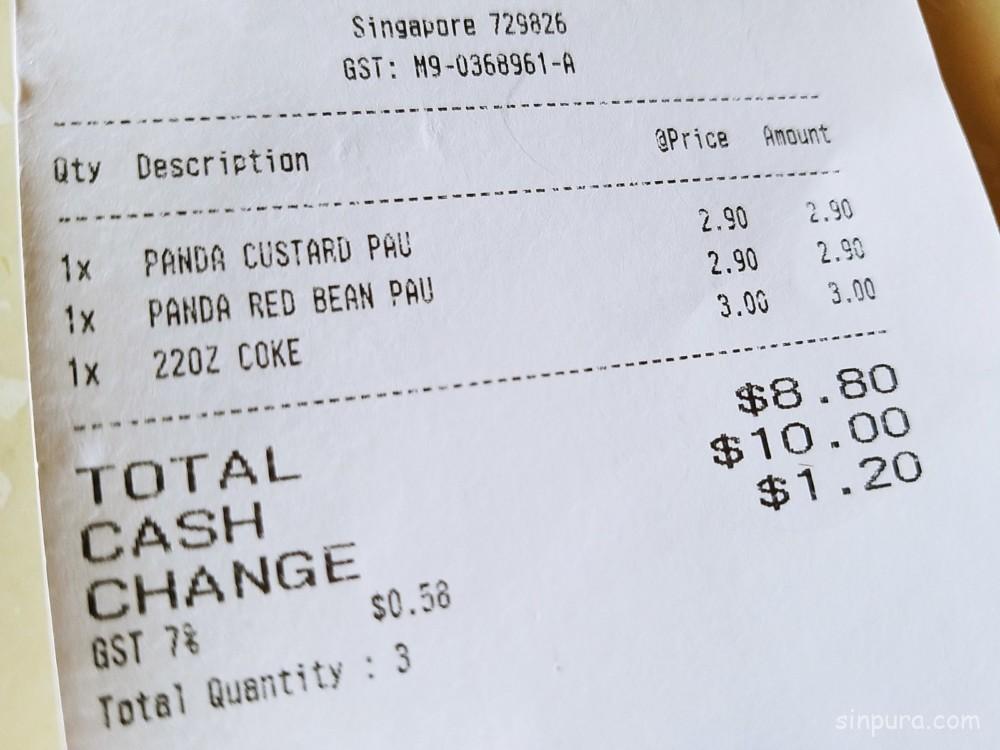 Singapore 729826
GST: M9-0368961-A
Qty Description @Price Amount
1x PANDA CUSTARD PAU 2.90 2.90
1x PANDA RED BEAN PAU 2.90 2.90
1x 22OZ COKE 3.00 3.00
TOTAL $8.80
CASH $10.00
CHANGE $1.20
GST 7% $0.58
Total Quantity : 3
sinpura.com